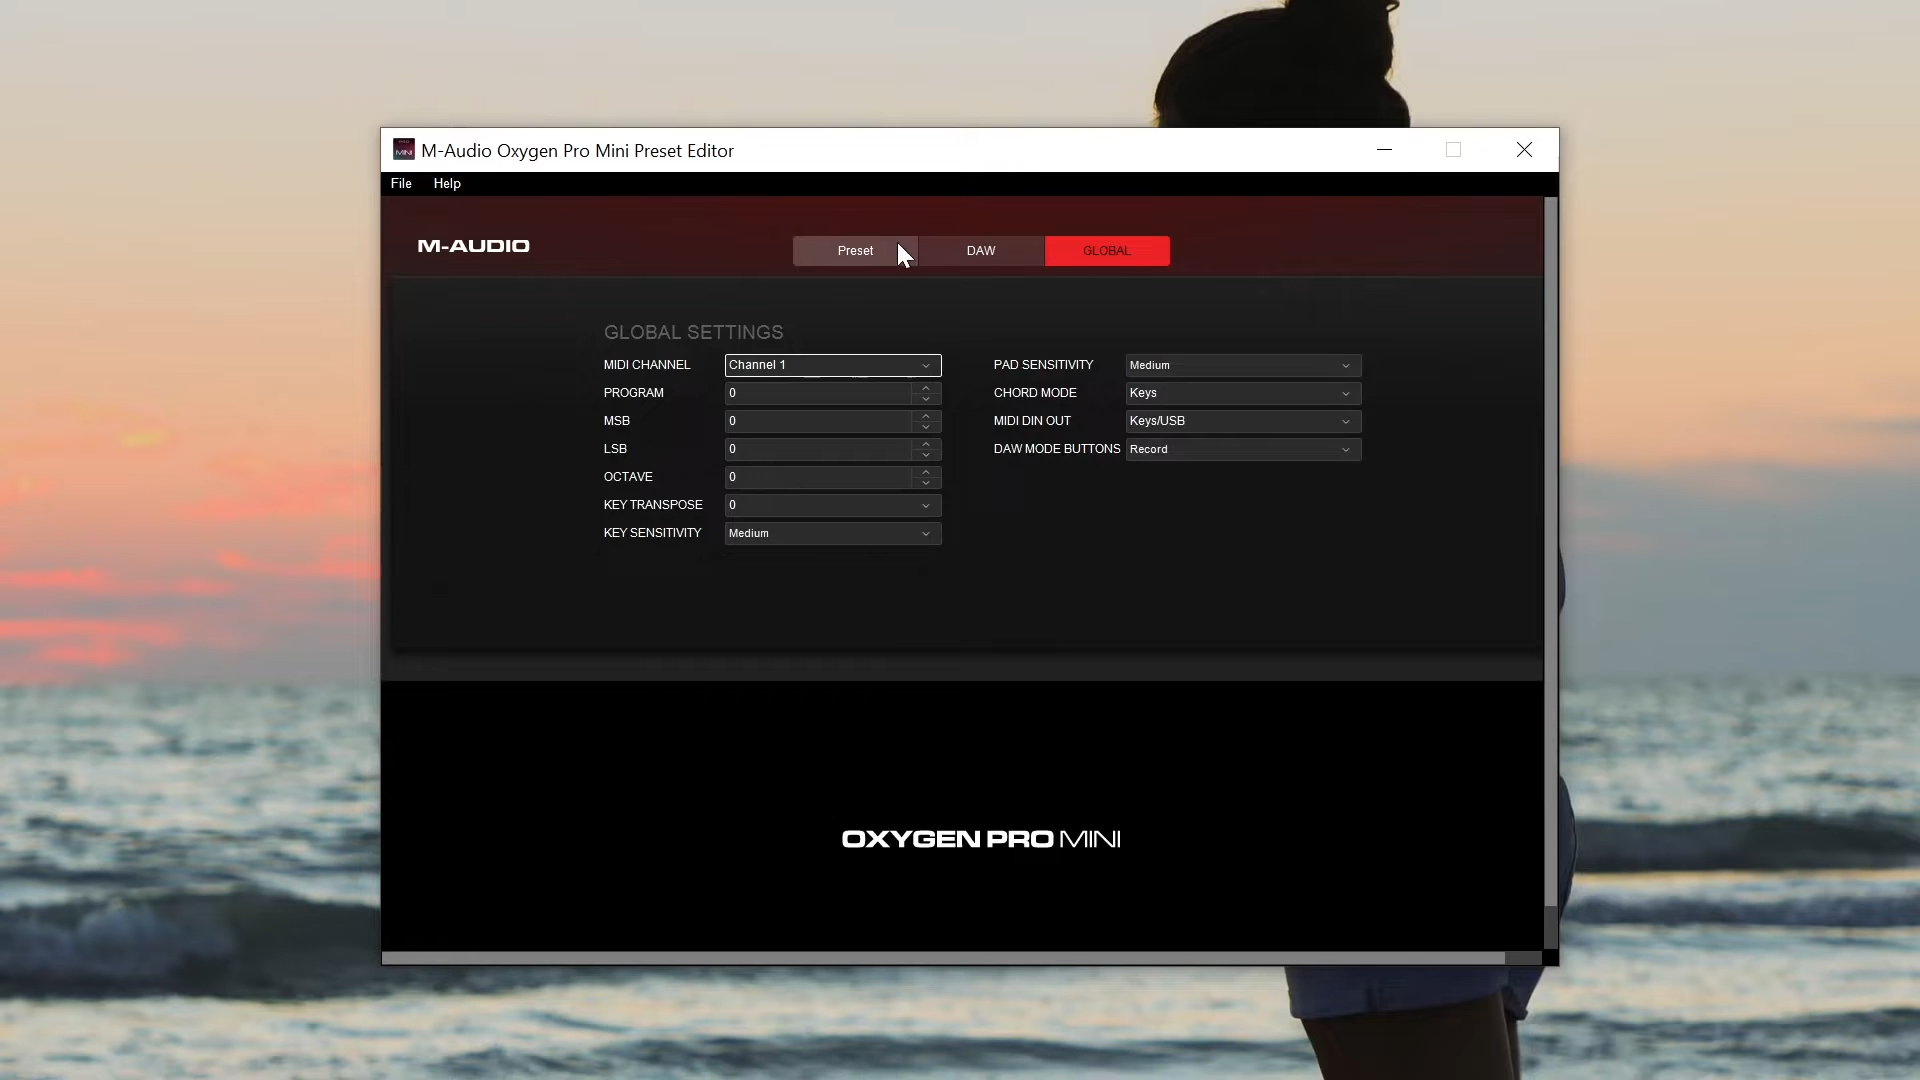 M-Audio Oxygen Pro Mini Preset Editor
File Help
M-AUDIO
Preset DAW GLOBAL
GLOBAL SETTINGS
MIDI CHANNEL Channel 1
PROGRAM 0
MSB 0
LSB 0
OCTAVE 0
KEY TRANSPOSE 0
KEY SENSITIVITY Medium
PAD SENSITIVITY Medium
CHORD MODE Keys
MIDI DIN OUT Keys/USB
DAW MODE BUTTONS Record
OXYGEN PRO MINI